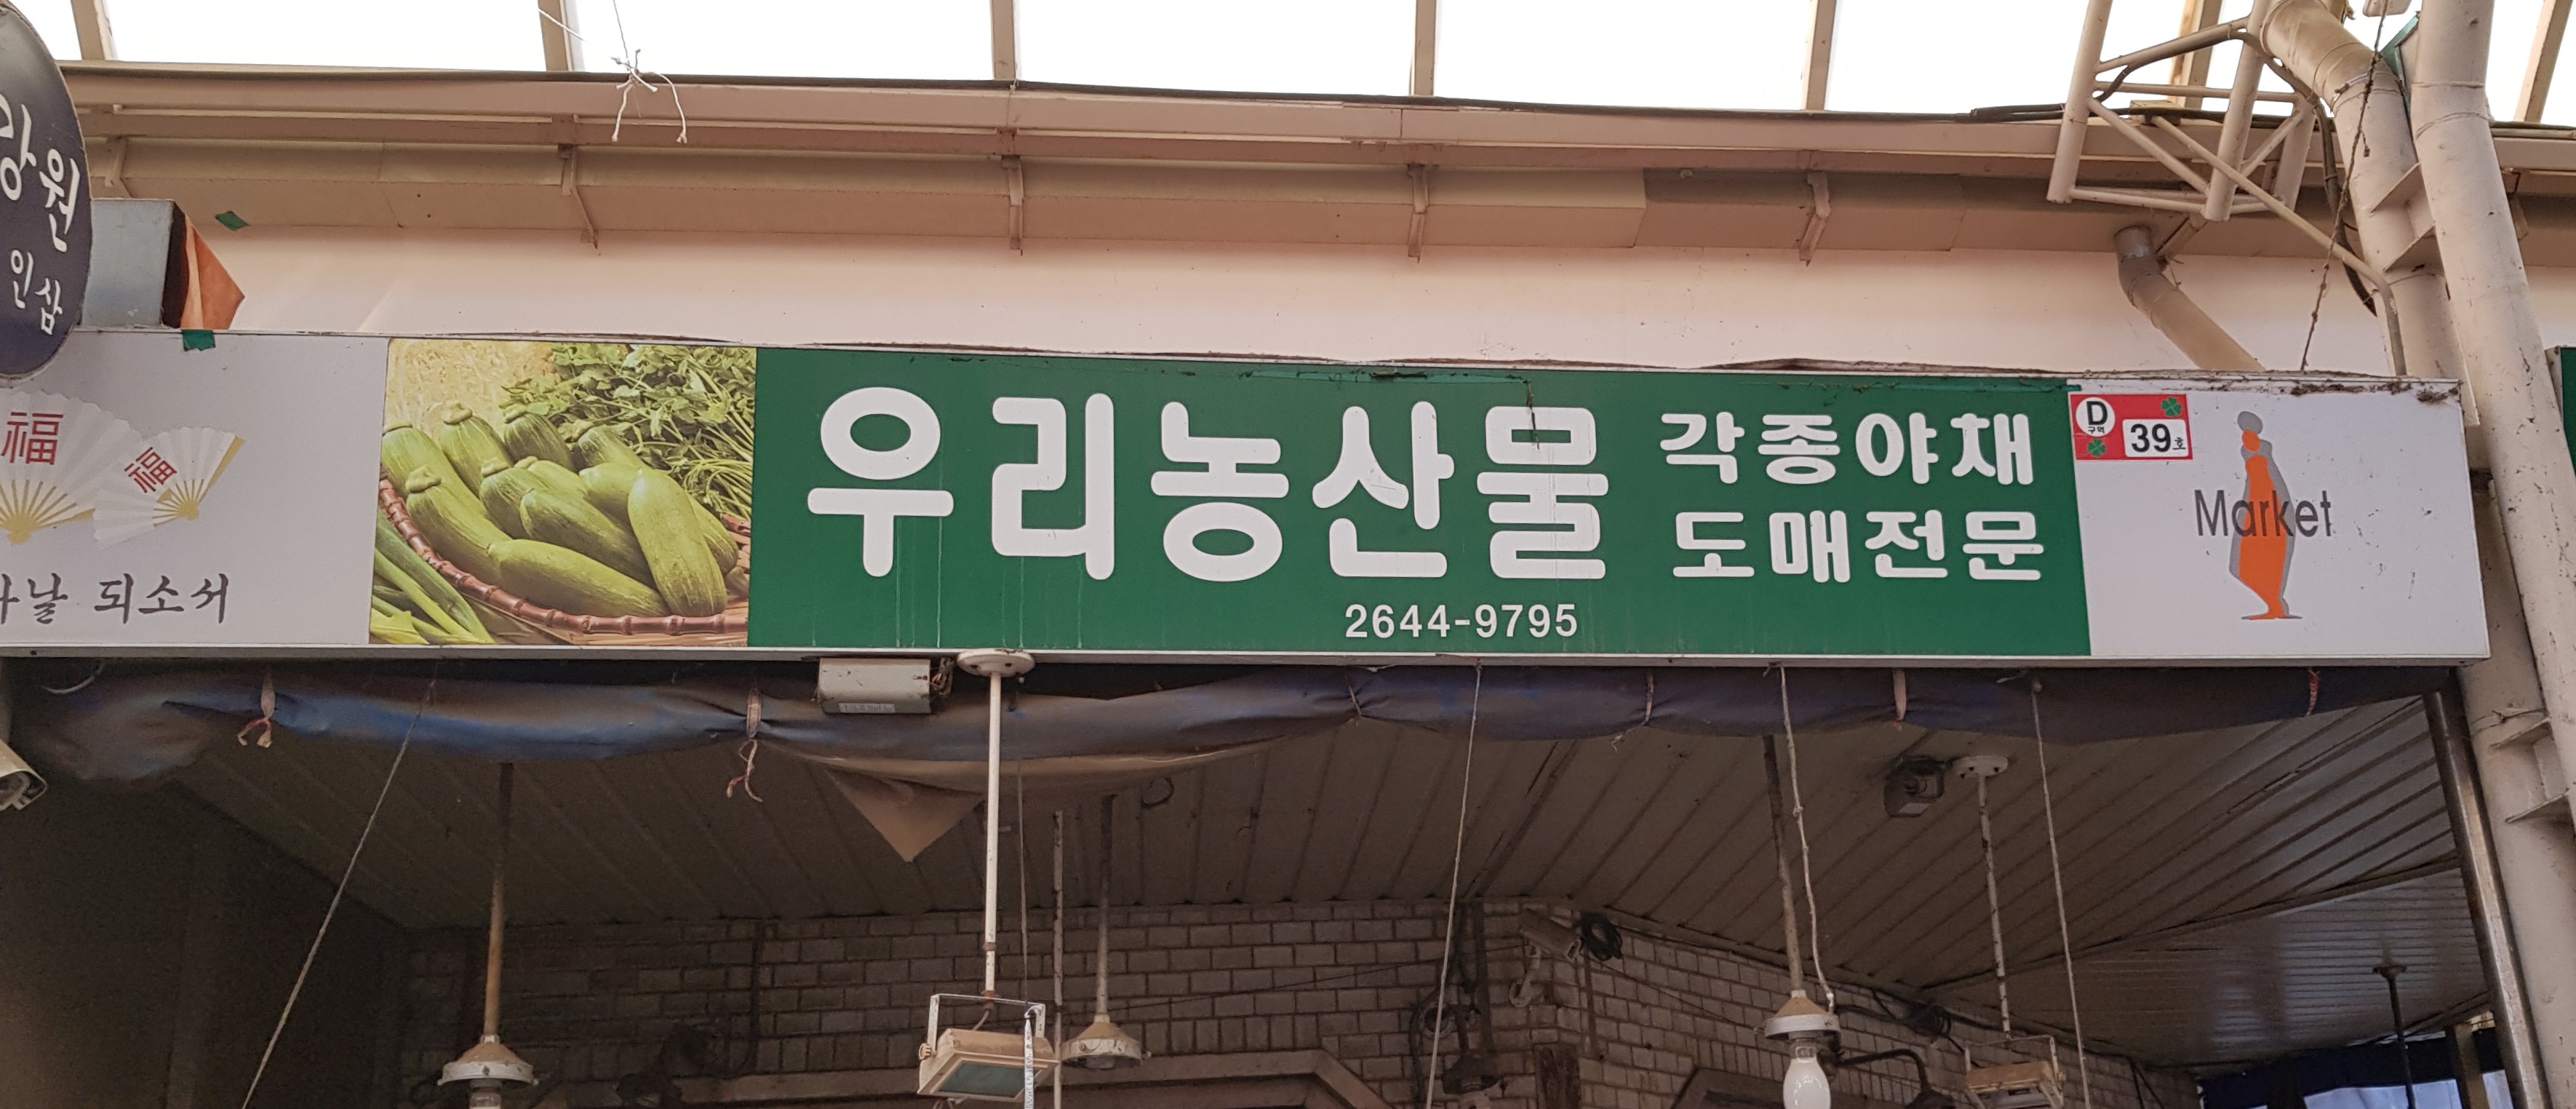 원
인삼
福
福
날 되소서
우리농산물
각종야채
도매전문
2644-9795
D
구역
39호
Market